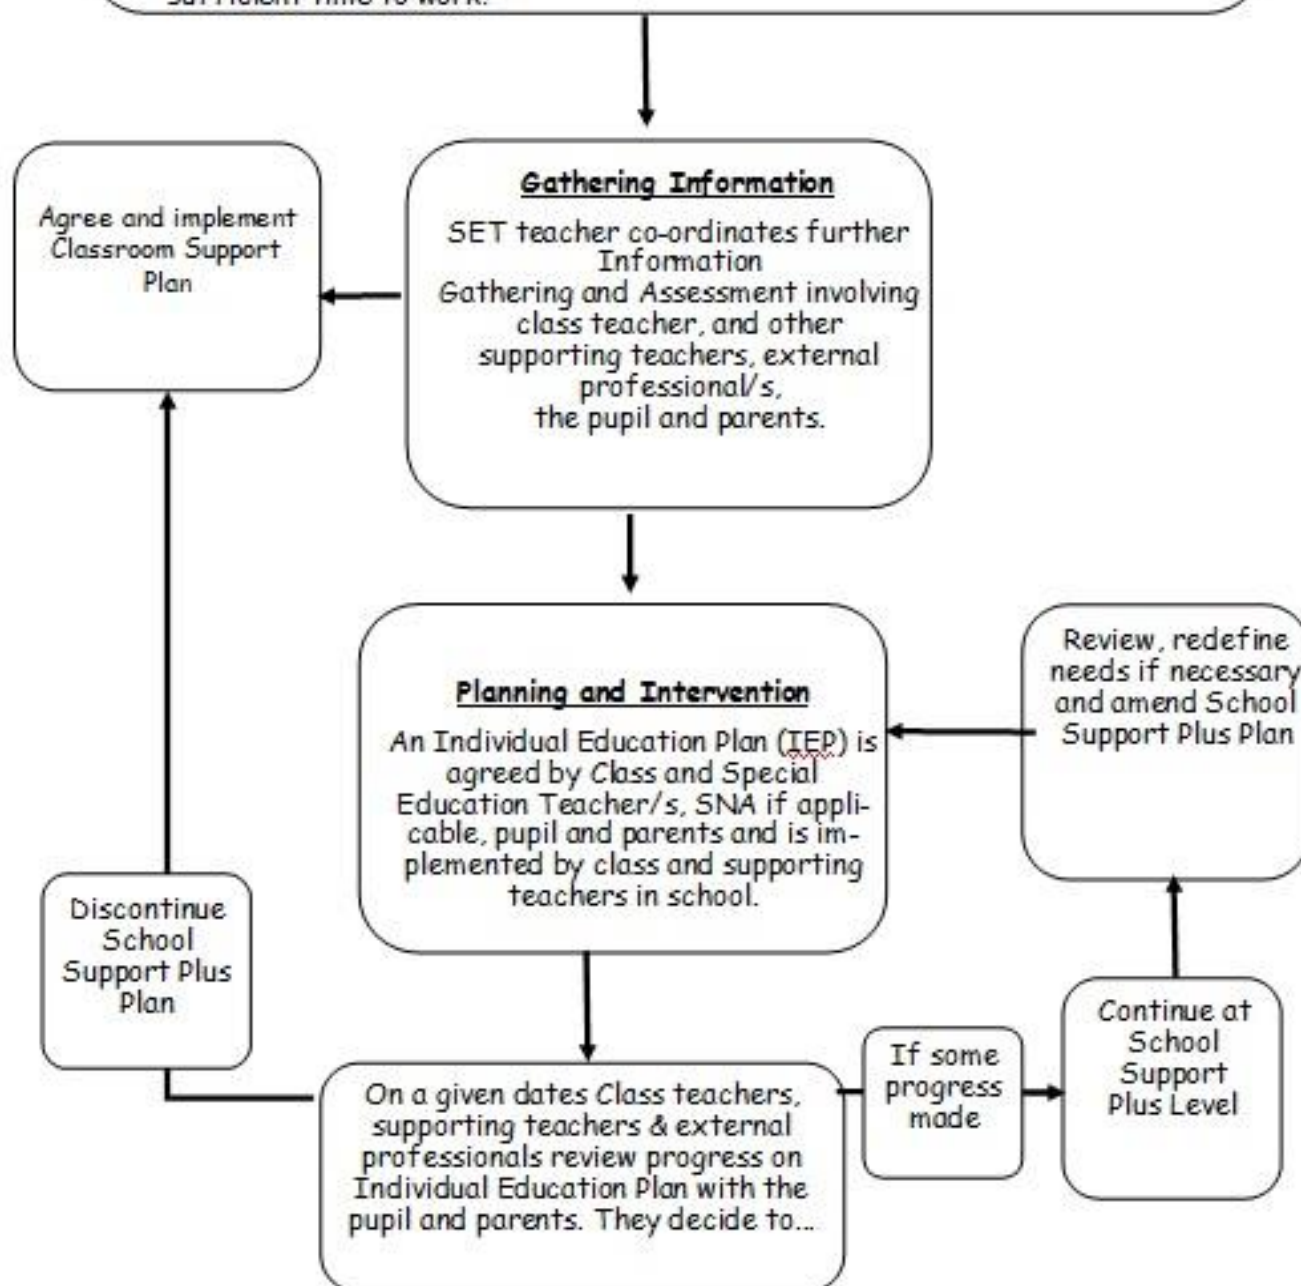 sufficient time to work.
Gathering Information
SET teacher co-ordinates further
Information
Gathering and Assessment involving
class teacher, and other
supporting teachers, external
professional/s,
the pupil and parents.
Agree and implement
Classroom Support
Plan
Planning and Intervention
An Individual Education Plan (IEP) is
agreed by Class and Special
Education Teacher/s, SNA if appli-
cable, pupil and parents and is im-
plemented by class and supporting
teachers in school.
Review, redefine
needs if necessary
and amend School
Support Plus Plan
Discontinue
School
Support Plus
Plan
On a given dates Class teachers,
supporting teachers & external
professionals review progress on
Individual Education Plan with the
pupil and parents. They decide to...
If some
progress
made
Continue at
School
Support
Plus Level